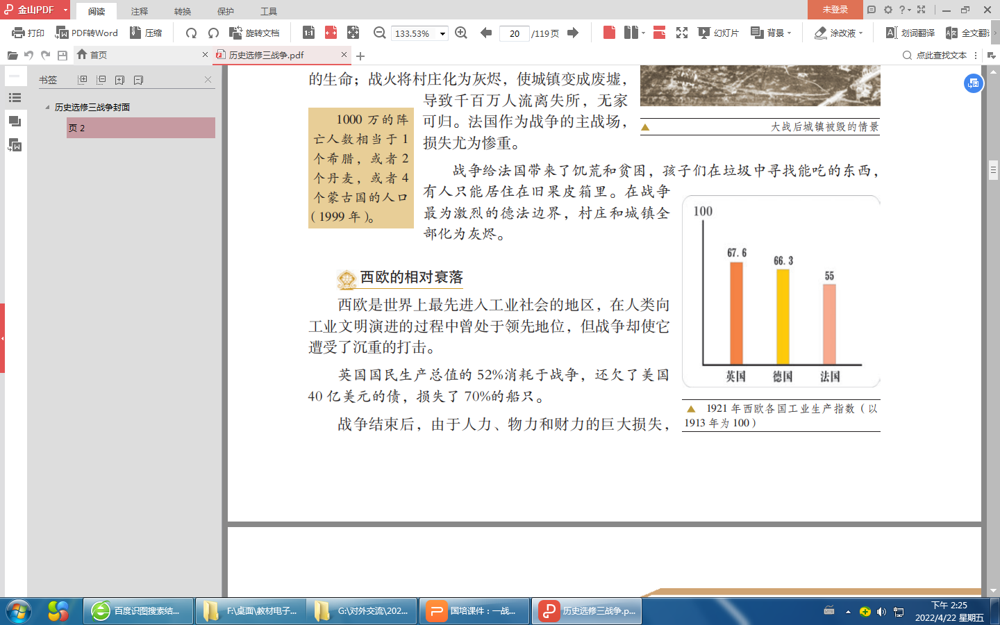 金山PDF
阅读
注释
转换
保护
工具
未登录
打印
PDF转Word
压缩
旋转文档
1:1
133.53%
20 /119页
幻灯片
背景
涂改液
划词翻译
全文翻
首页
历史选修三战争.pdf
点此查找文本
书签
历史选修三战争封面
页 2
的生命；战火将村庄化为灰烬，使城镇变成废墟，
导致千百万人流离失所，无家
可归。法国作为战争的主战场，
损失尤为惨重。
1000 万的阵
亡人数相当于 1
个希腊，或者 2
个丹麦，或者 4
个蒙古国的人口
（1999 年）。
大战后城镇被毁的情景
战争给法国带来了饥荒和贫困，孩子们在垃圾中寻找能吃的东西，
有人只能居住在旧果皮箱里。在战争
最为激烈的德法边界，村庄和城镇全
部化为灰烬。
西欧的相对衰落
西欧是世界上最先进入工业社会的地区，在人类向
工业文明演进的过程中曾处于领先地位，但战争却使它
遭受了沉重的打击。
英国国民生产总值的 52%消耗于战争，还欠了美国
40 亿美元的债，损失了 70%的船只。
战争结束后，由于人力、物力和财力的巨大损失，
100
67.6
66.3
55
英国
德国
法国
1921 年西欧各国工业生产指数（以
1913 年为 100）
百度识图搜索结...
F:\桌面\教材电子...
G:\对外交流\202...
国培课件：一战...
历史选修三战争.p...
下午 2:25
2022/4/22 星期五